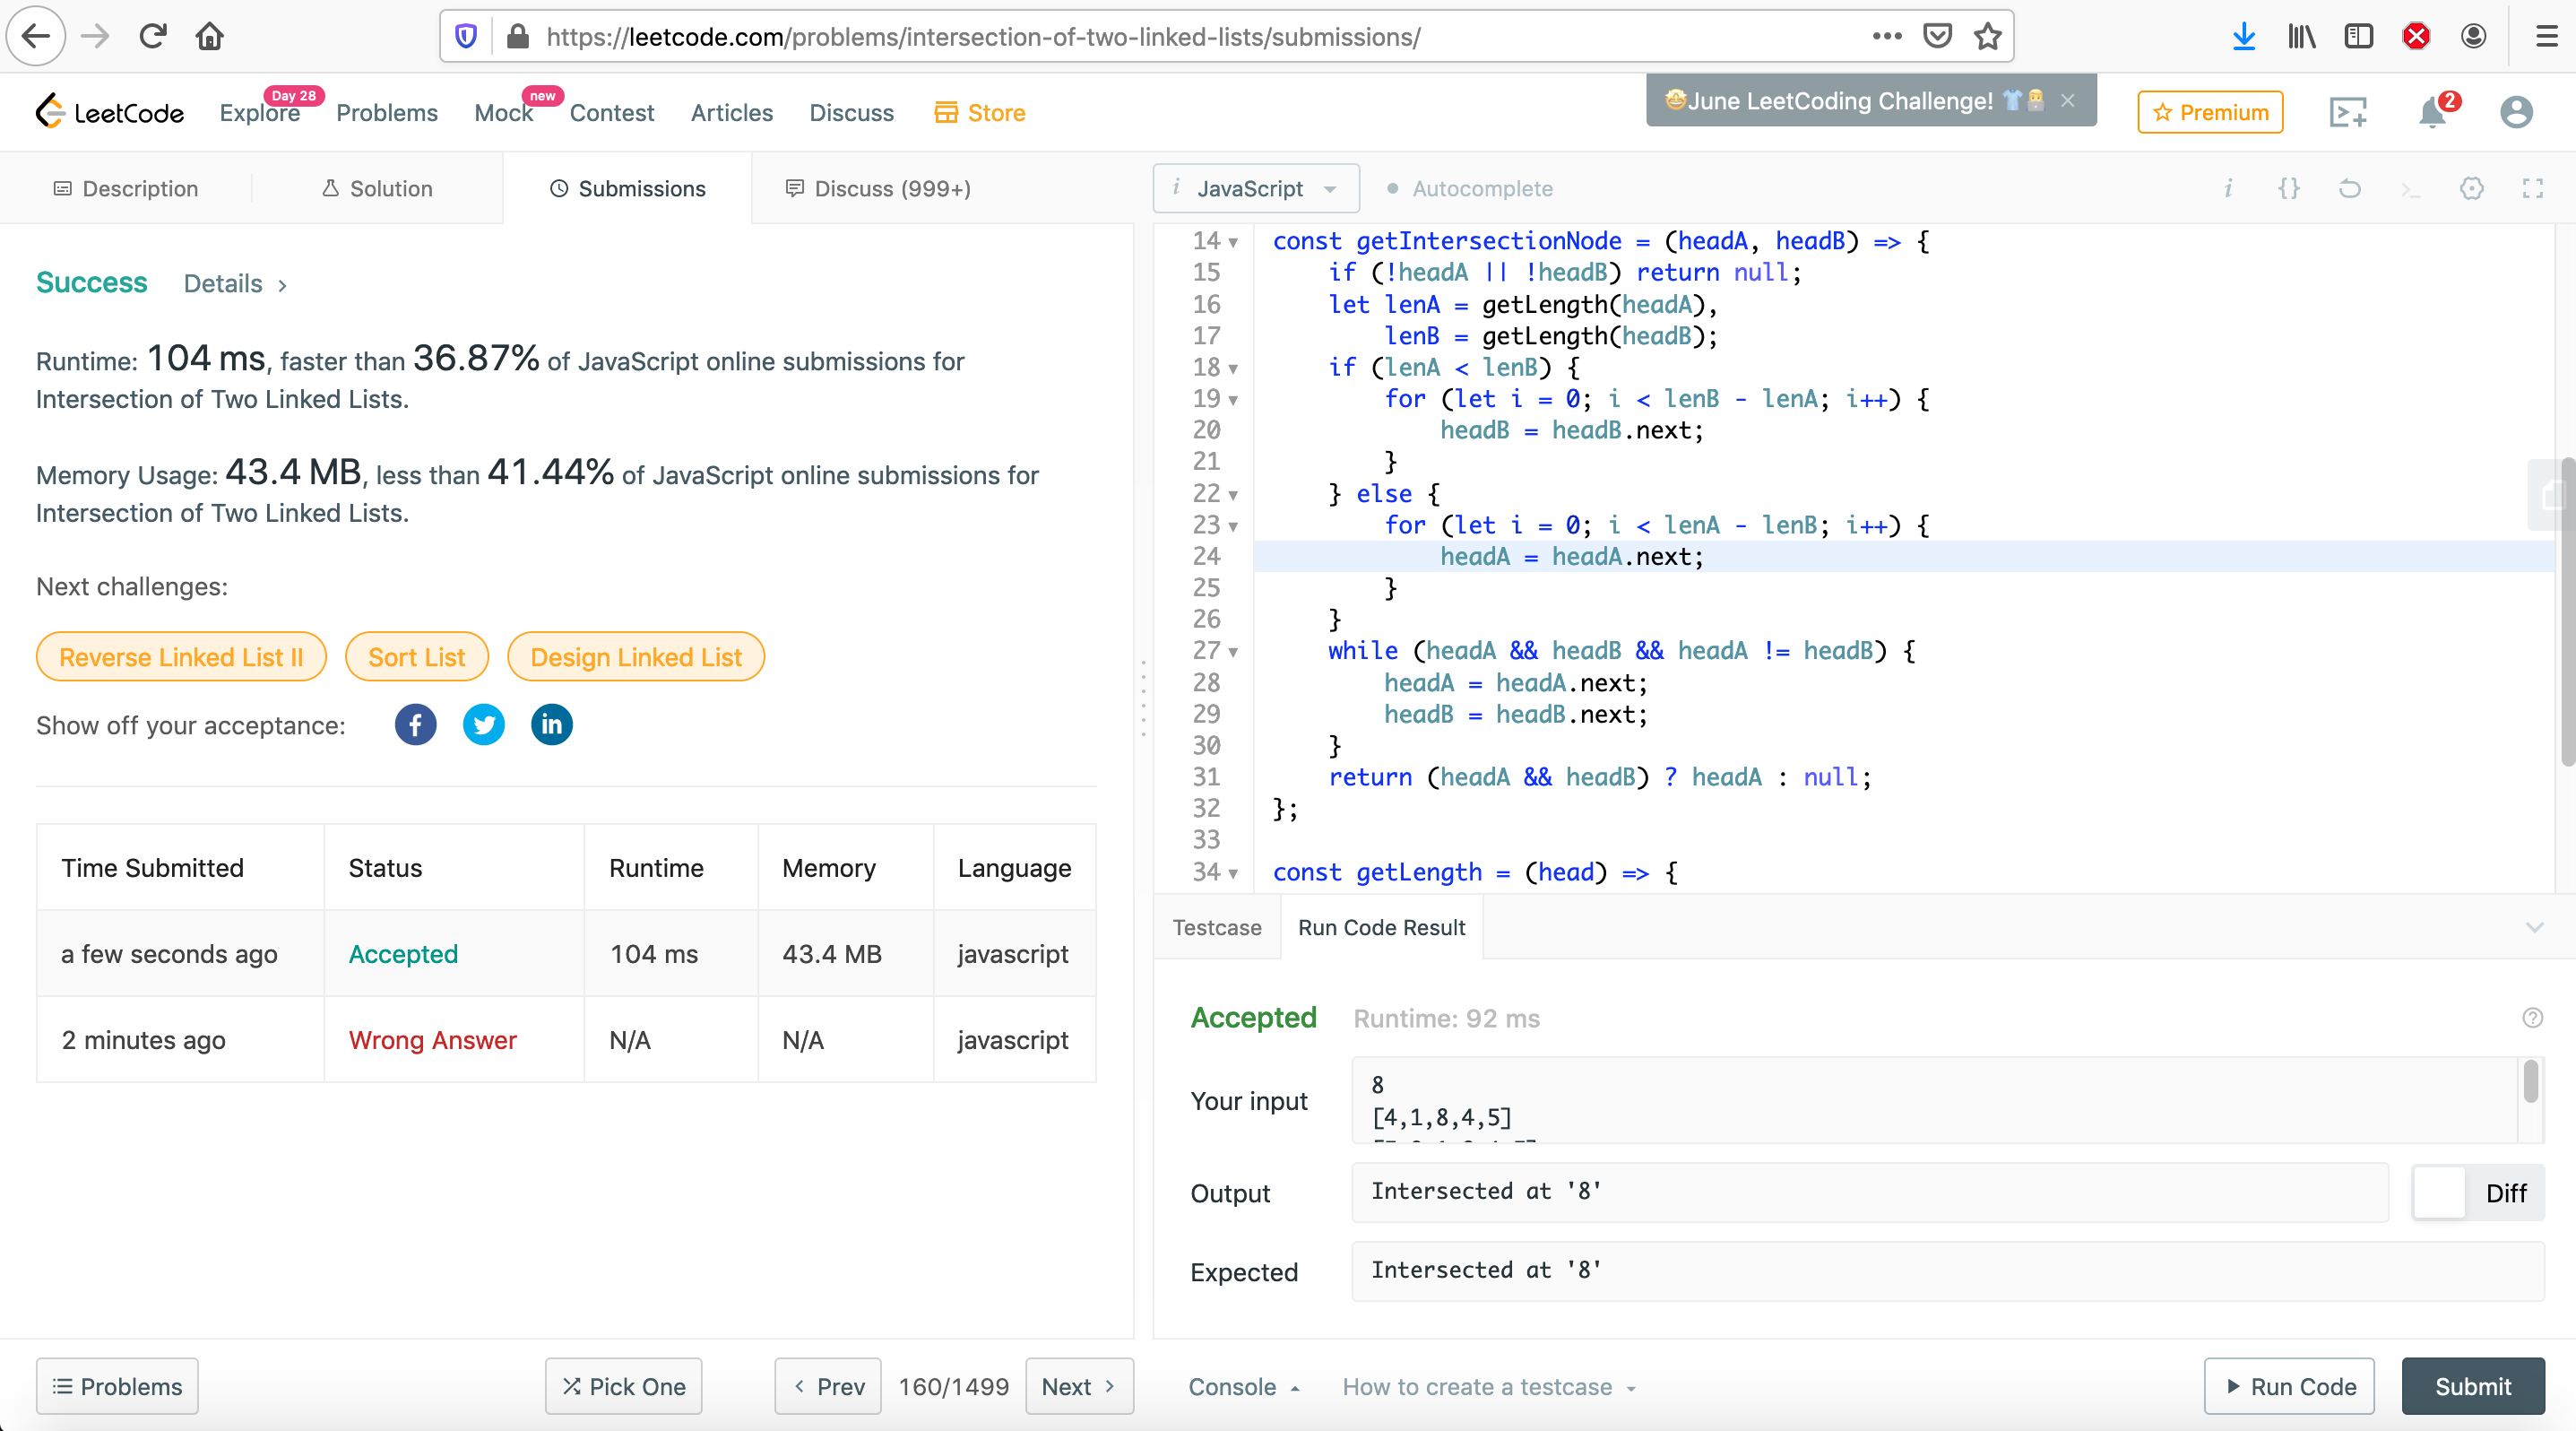 https://leetcode.com/problems/intersection-of-two-linked-lists/submissions/
LeetCode
Explore
Day 28
Problems
Mock
new
Contest
Articles
Discuss
Store
🤩June LeetCoding Challenge! 👕
Premium
2
Description
Solution
Submissions
Discuss (999+)
Success
Details
Runtime: 104 ms, faster than 36.87% of JavaScript online submissions for
Intersection of Two Linked Lists.
Memory Usage: 43.4 MB, less than 41.44% of JavaScript online submissions for
Intersection of Two Linked Lists.
Next challenges:
Reverse Linked List II
Sort List
Design Linked List
Show off your acceptance:
Time Submitted Status Runtime Memory Language
a few seconds ago Accepted 104 ms 43.4 MB javascript
2 minutes ago Wrong Answer N/A N/A javascript
Problems
Pick One
Prev
160/1499
Next
i JavaScript
Autocomplete
i {}
14 const getIntersectionNode = (headA, headB) => {
15 if (!headA || !headB) return null;
16 let lenA = getLength(headA),
17 lenB = getLength(headB);
18 if (lenA < lenB) {
19 for (let i = 0; i < lenB - lenA; i++) {
20 headB = headB.next;
21 }
22 } else {
23 for (let i = 0; i < lenA - lenB; i++) {
24 headA = headA.next;
25 }
26 }
27 while (headA && headB && headA != headB) {
28 headA = headA.next;
29 headB = headB.next;
30 }
31 return (headA && headB) ? headA : null;
32 };
33
34 const getLength = (head) => {
Testcase
Run Code Result
Accepted
Runtime: 92 ms
Your input
8
[4,1,8,4,5]
Output
Intersected at '8'
Diff
Expected
Intersected at '8'
Console
How to create a testcase
Run Code
Submit